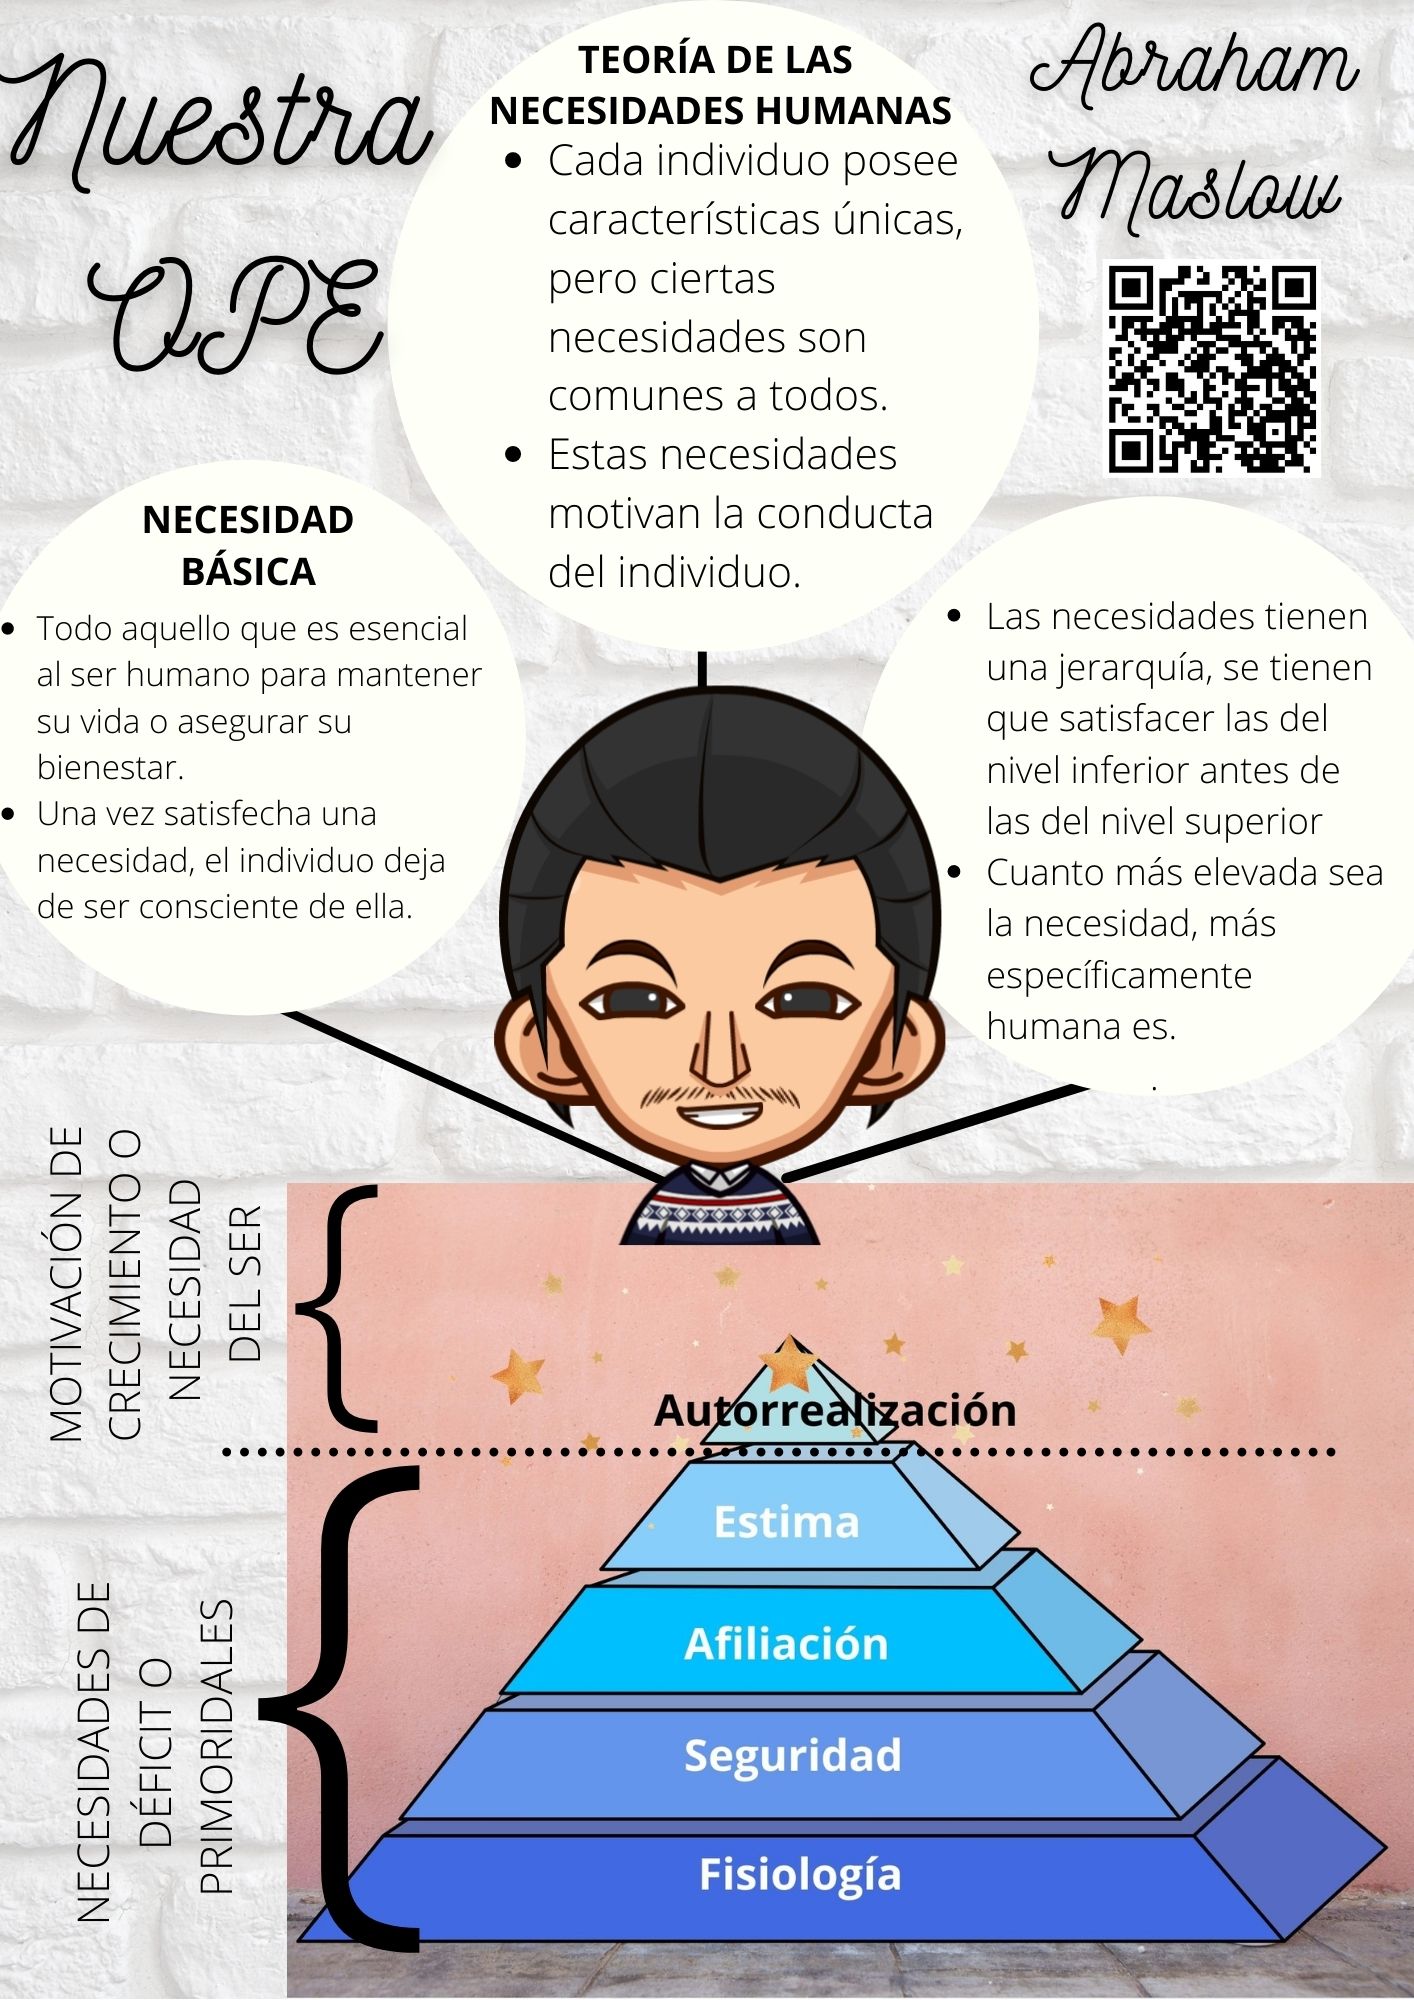 Nuestra
OPE
TEORÍA DE LAS
NECESIDADES HUMANAS
• Cada individuo posee
características únicas,
pero ciertas
necesidades son
comunes a todos.
• Estas necesidades
motivan la conducta
del individuo.
Abraham
Maslow
NECESIDAD
BÁSICA
• Todo aquello que es esencial
al ser humano para mantener
su vida o asegurar su
bienestar.
• Una vez satisfecha una
necesidad, el individuo deja
de ser consciente de ella.
• Las necesidades tienen
una jerarquía, se tienen
que satisfacer las del
nivel inferior antes de
las del nivel superior
• Cuanto más elevada sea
la necesidad, más
específicamente
humana es.
.
MOTIVACIÓN DE
CRECIMIENTO O
NECESIDAD
DEL SER
Autorrealización
Estima
Afiliación
Seguridad
Fisiología
NECESIDADES DE
DÉFICIT O
PRIMORIDALES